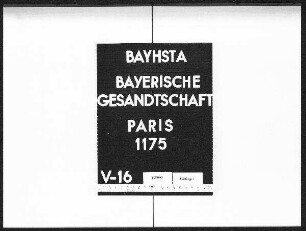 BAYHSTA
BAYERISCHE
GESANDTSCHAFT
PARIS
1175
V-16